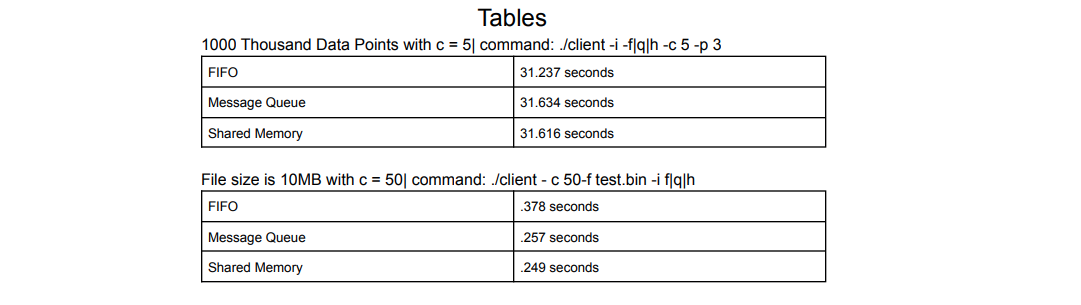 Tables
1000 Thousand Data Points with c = 5| command: ./client -i -f|q|h -c 5 -p 3
FIFO 31.237 seconds
Message Queue 31.634 seconds
Shared Memory 31.616 seconds
File size is 10MB with c = 50| command: ./client - c 50-f test.bin -i f|q|h
FIFO .378 seconds
Message Queue .257 seconds
Shared Memory .249 seconds